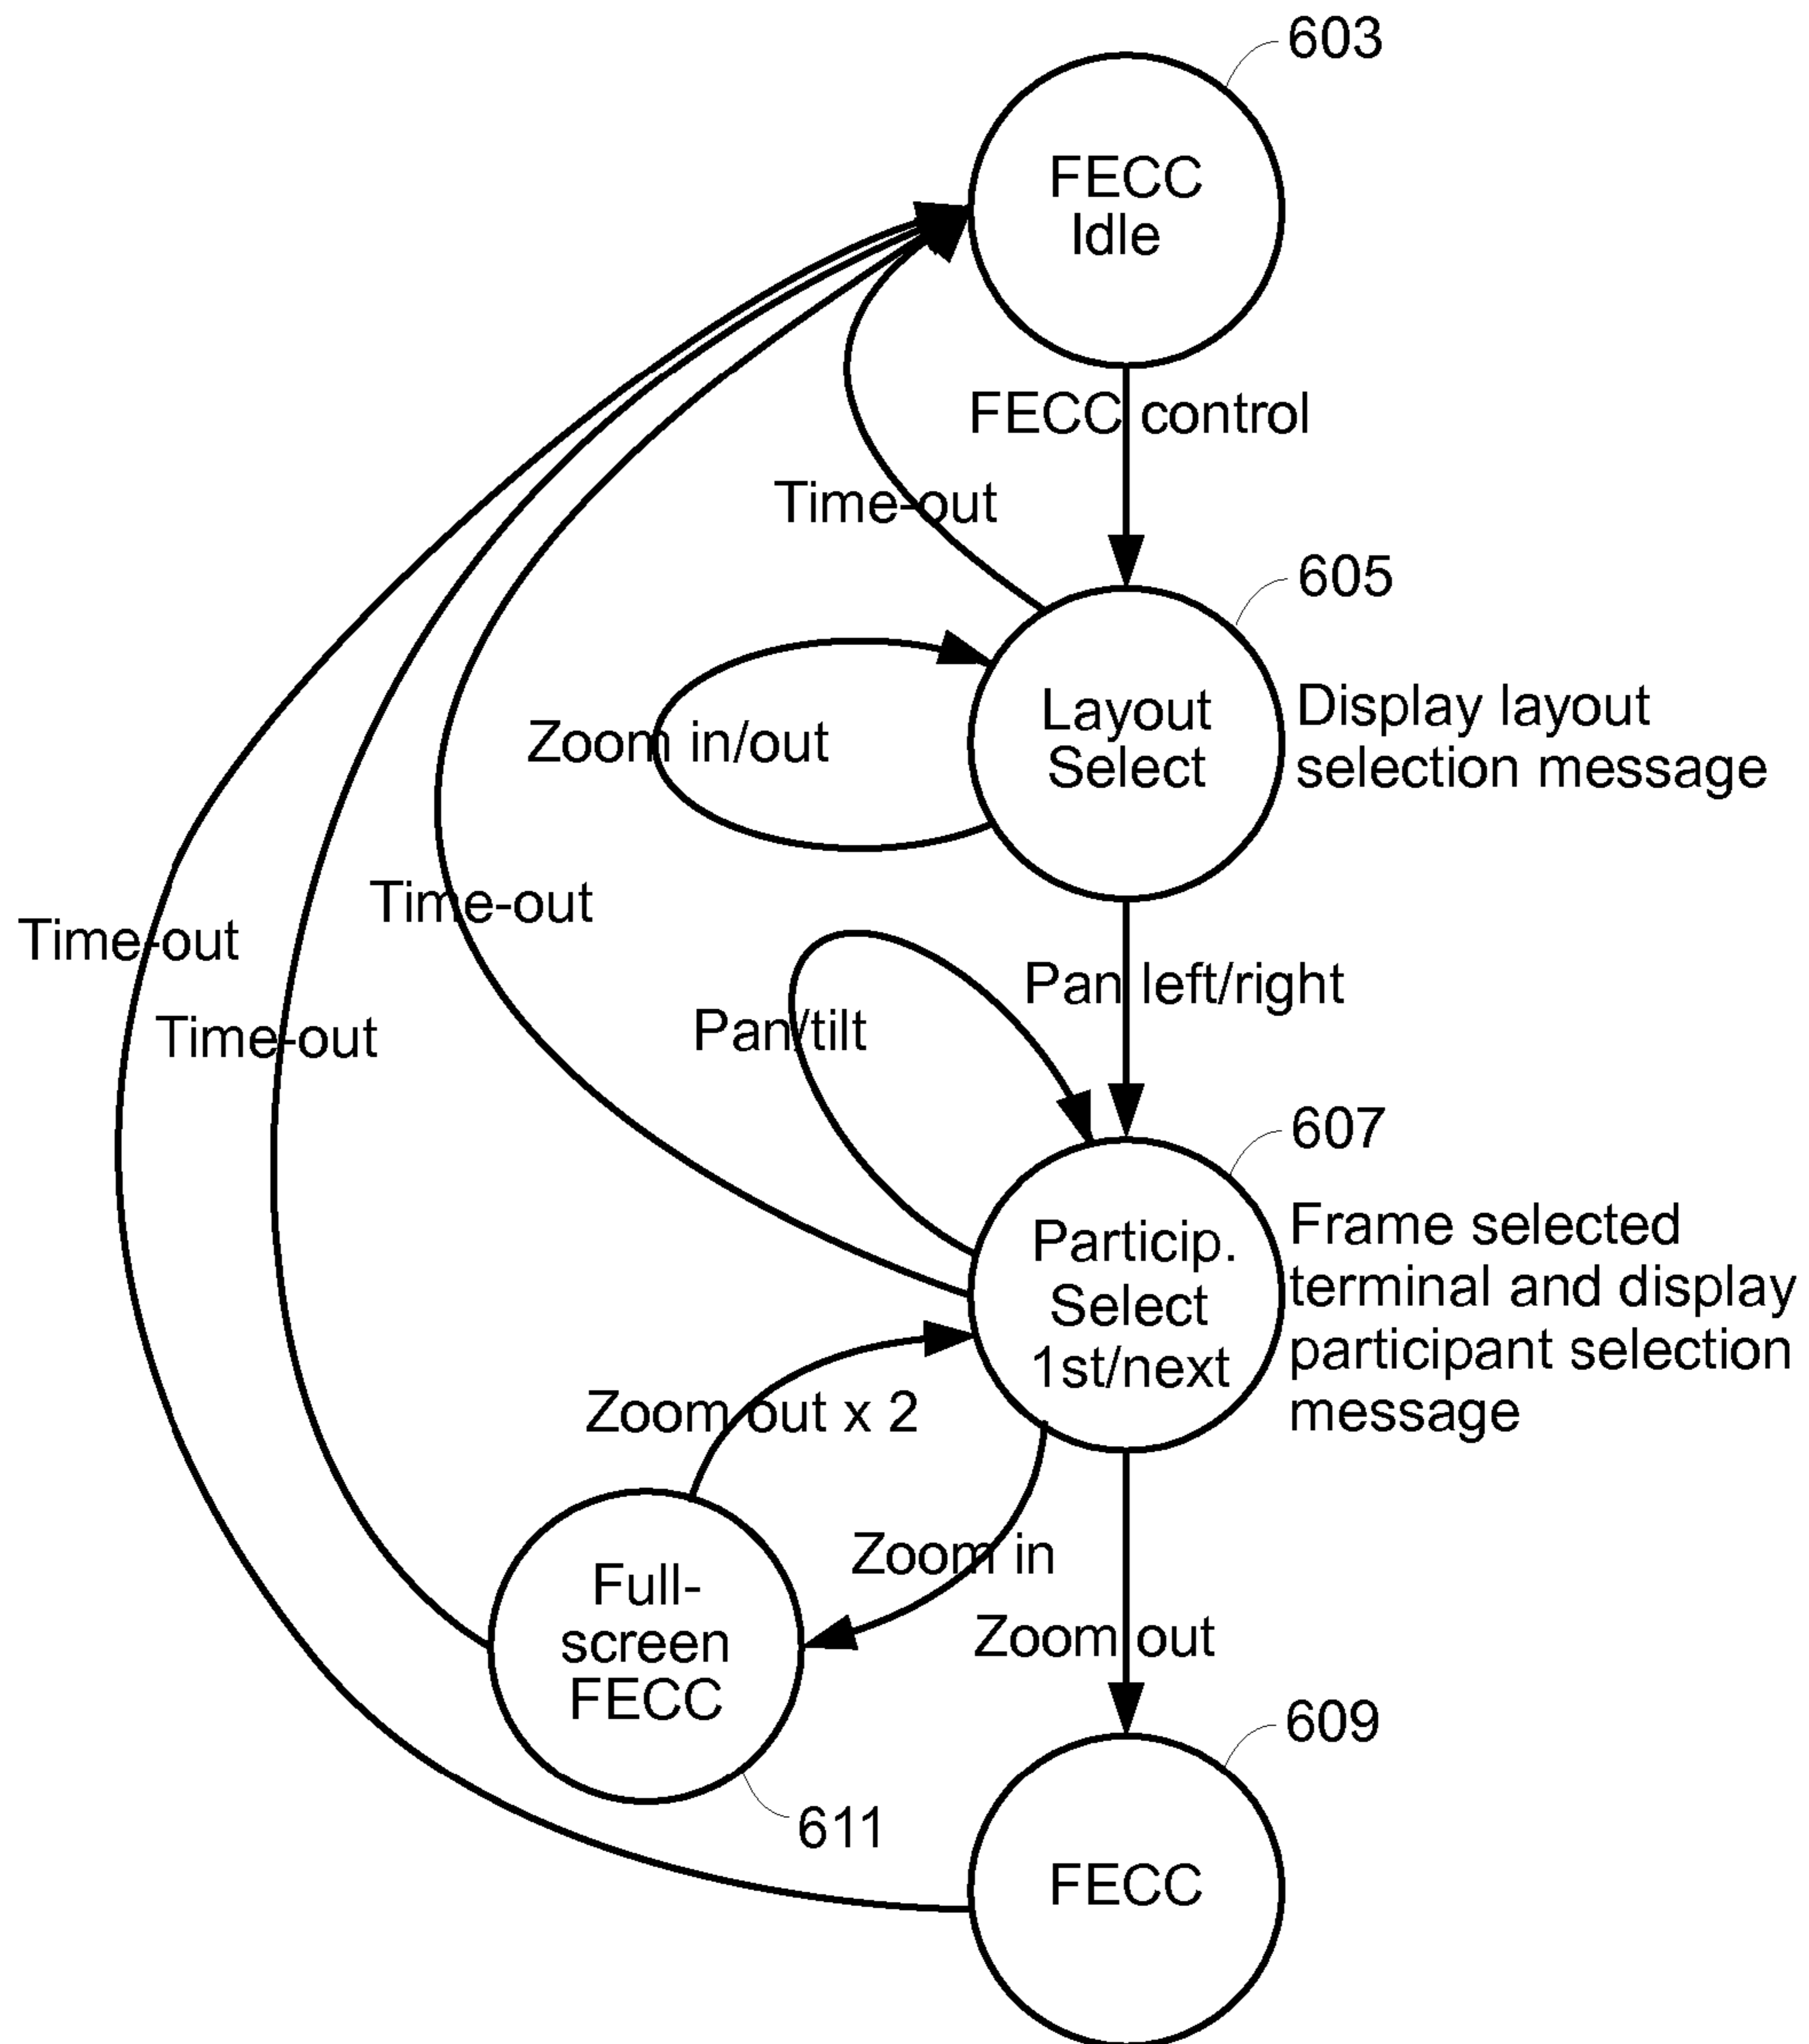 603
FECC
Idle
FECC control
Time-out
605
Layout
Select
Display layout
selection message
Zoom in/out
Time-out
Time-out
Pan left/right
Pan/tilt
Time-out
607
Particip.
Select
1st/next
Frame selected
terminal and display
participant selection
message
Zoom out x 2
Zoom in
Full-
screen
FECC
Zoom out
609
611
FECC